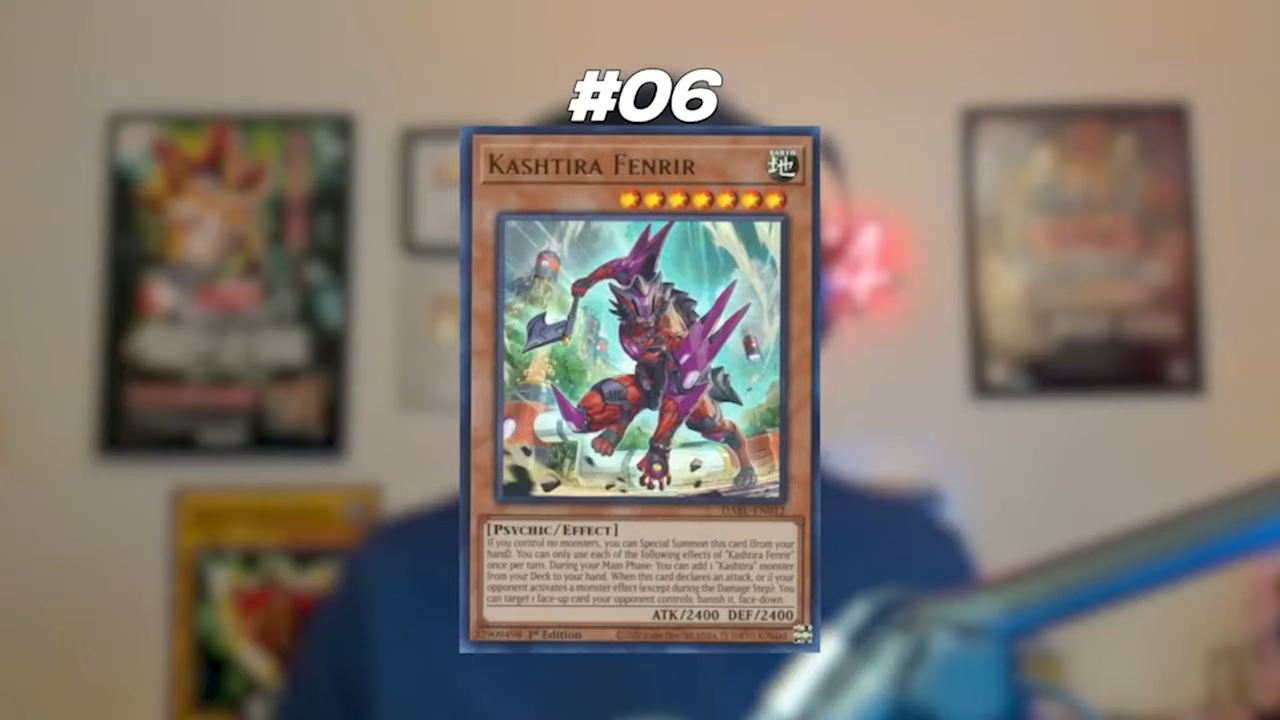 #06
KASHTIRA FENRIR
EARTH
地
DABL-EN012
[PSYCHIC/EFFECT]
If you control no monsters, you can Special Summon this card (from your
hand). You can only use each of the following effects of "Kashtira Fenrir"
once per turn. During your Main Phase: You can add 1 "Kashtira" monster
from your Deck to your hand. When this card declares an attack, or if your
opponent activates a monster effect (except during the Damage Step): You
can target 1 face-up card your opponent controls; banish it, face-down.
ATK/2400 DEF/2400
1st Edition